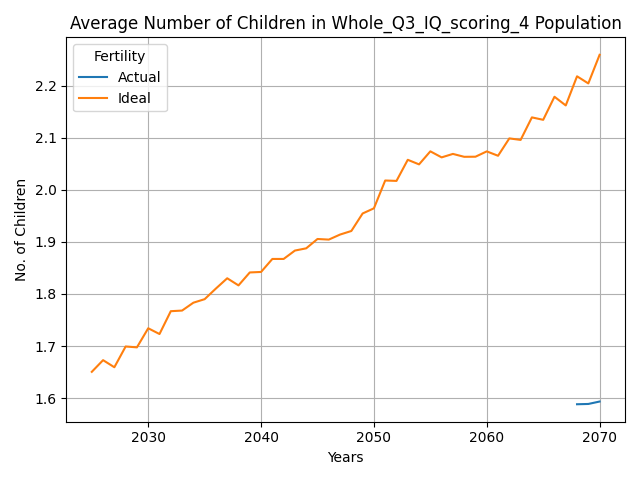 Average Number of Children in Whole_Q3_IQ_scoring_4 Population
Fertility
Actual
Ideal
2.2
2.1
2.0
1.9
1.8
1.7
1.6
No. of Children
2030 2040 2050 2060 2070
Years